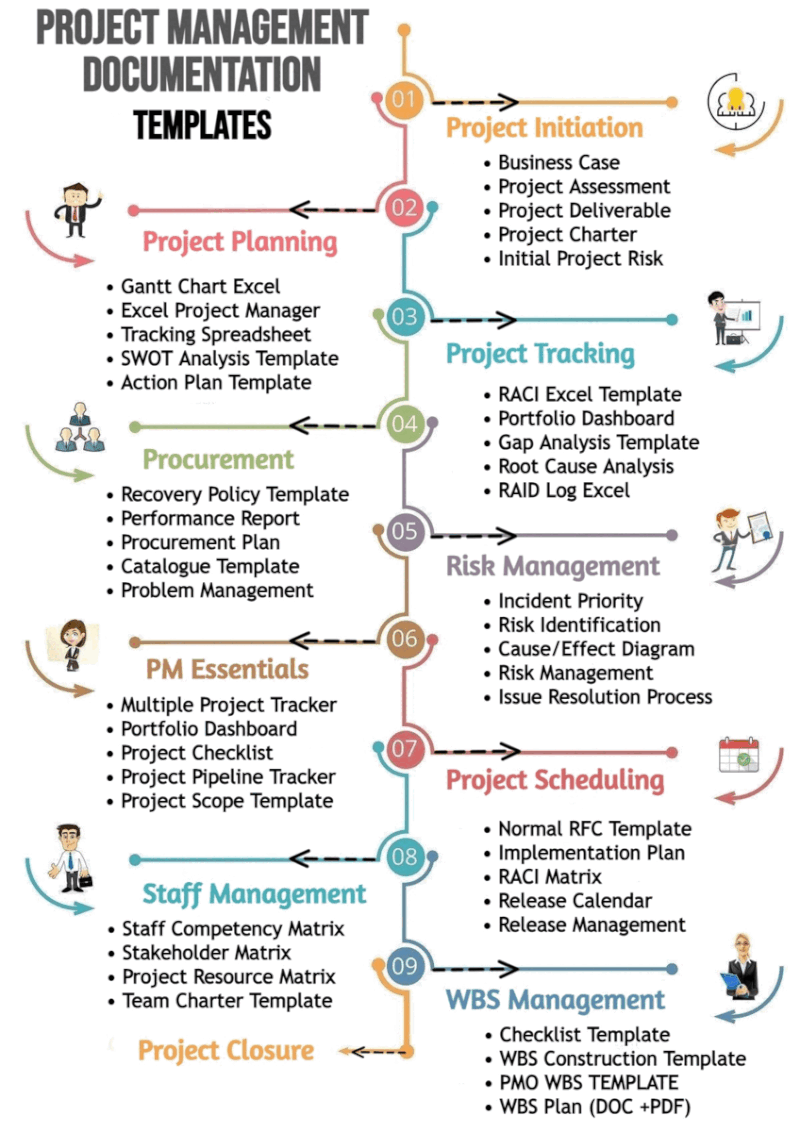 PROJECT MANAGEMENT
DOCUMENTATION
TEMPLATES
01
Project Initiation
• Business Case
• Project Assessment
• Project Deliverable
• Project Charter
• Initial Project Risk
02
Project Planning
• Gantt Chart Excel
• Excel Project Manager
• Tracking Spreadsheet
• SWOT Analysis Template
• Action Plan Template
03
Project Tracking
• RACI Excel Template
• Portfolio Dashboard
• Gap Analysis Template
• Root Cause Analysis
• RAID Log Excel
04
Procurement
• Recovery Policy Template
• Performance Report
• Procurement Plan
• Catalogue Template
• Problem Management
05
Risk Management
• Incident Priority
• Risk Identification
• Cause/Effect Diagram
• Risk Management
• Issue Resolution Process
06
PM Essentials
• Multiple Project Tracker
• Portfolio Dashboard
• Project Checklist
• Project Pipeline Tracker
• Project Scope Template
07
Project Scheduling
• Normal RFC Template
• Implementation Plan
• RACI Matrix
• Release Calendar
• Release Management
08
Staff Management
• Staff Competency Matrix
• Stakeholder Matrix
• Project Resource Matrix
• Team Charter Template
09
WBS Management
• Checklist Template
• WBS Construction Template
• PMO WBS TEMPLATE
• WBS Plan (DOC +PDF)
Project Closure